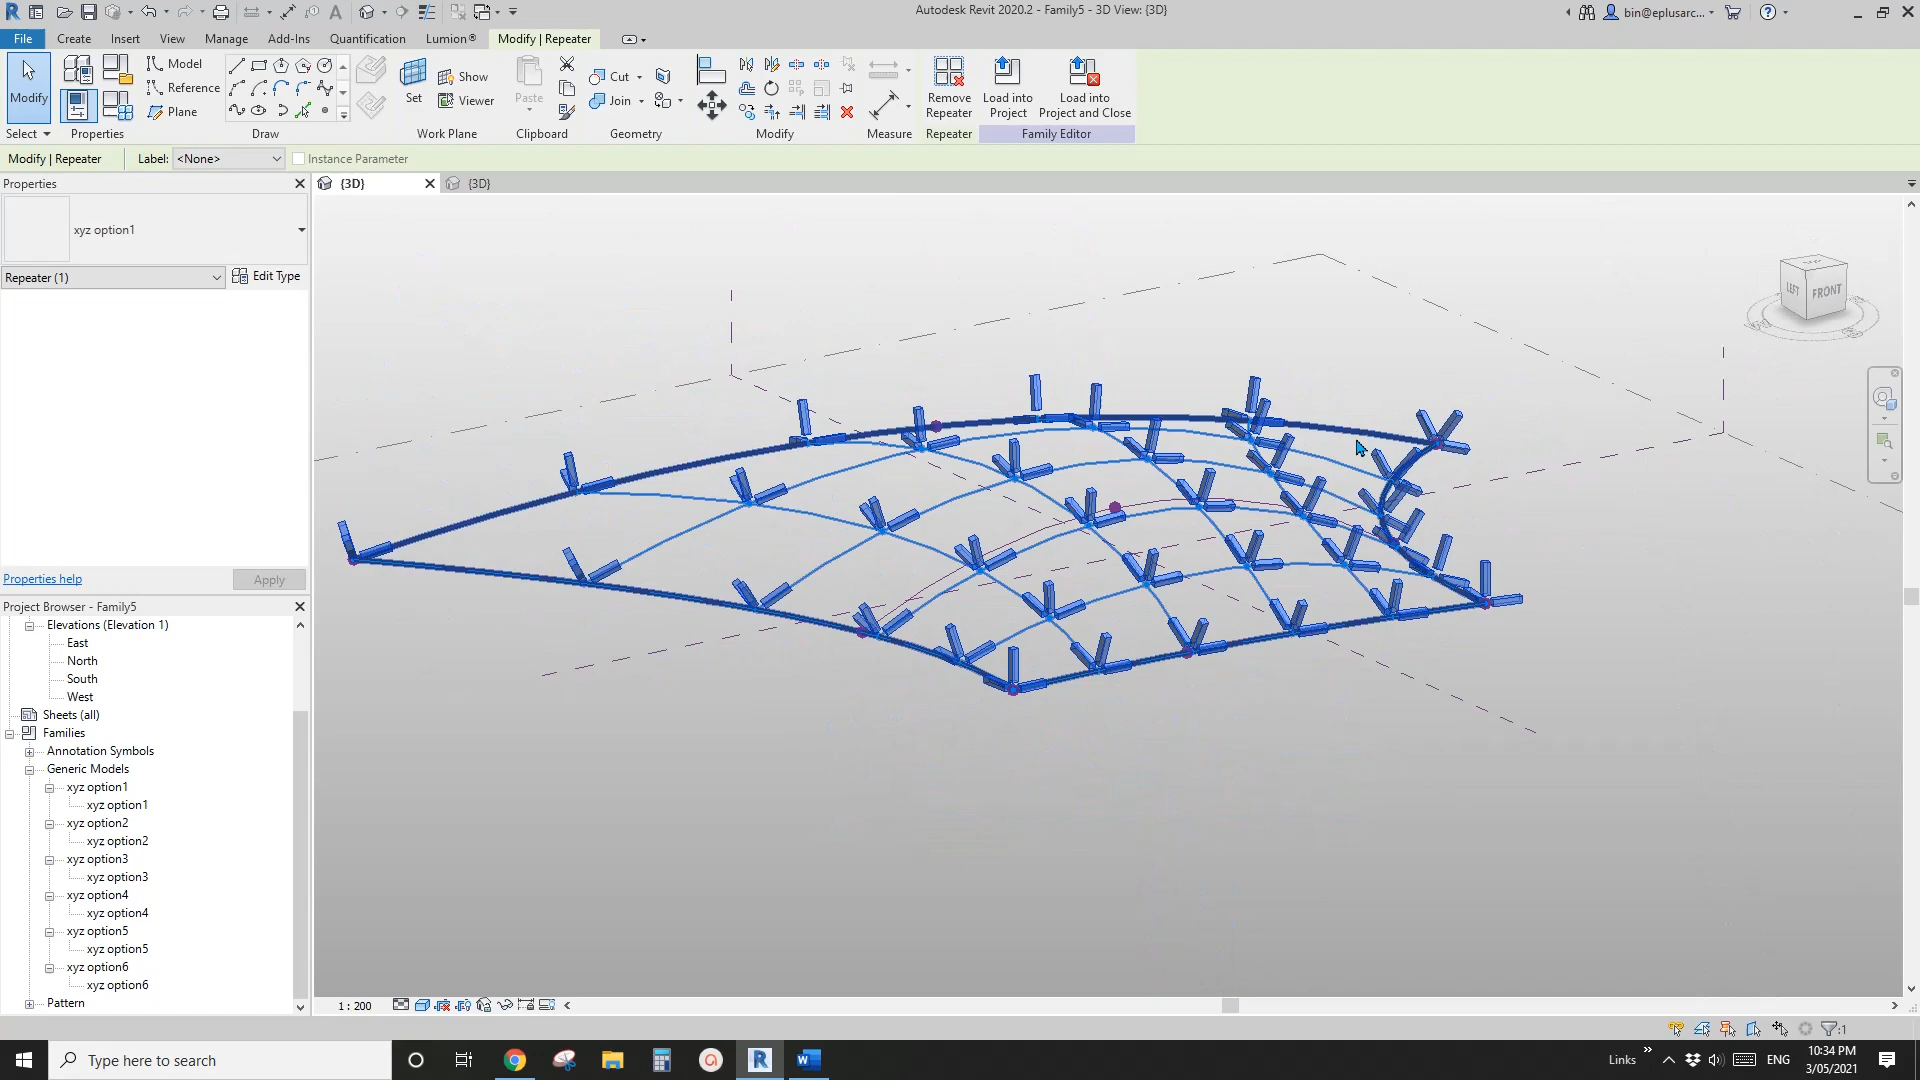 Autodesk Revit 2020.2 - Family5 - 3D View: {3D}
bin@eplusarc...
File
Create
Insert
View
Manage
Add-Ins
Quantification
Lumion®
Modify | Repeater
Modify
Select
Properties
Model
Reference
Plane
Draw
Set
Show
Viewer
Work Plane
Paste
Clipboard
Cut
Join
Geometry
Modify
Measure
Remove
Repeater
Repeater
Load into
Project
Load into
Project and Close
Family Editor
Modify | Repeater
Label: <None>
Instance Parameter
Properties
{3D}
{3D}
xyz option1
Repeater (1)
Edit Type
LEFT
FRONT
Properties help
Apply
Project Browser - Family5
Elevations (Elevation 1)
East
North
South
West
Sheets (all)
Families
Annotation Symbols
Generic Models
xyz option1
xyz option1
xyz option2
xyz option2
xyz option3
xyz option3
xyz option4
xyz option4
xyz option5
xyz option5
xyz option6
xyz option6
Pattern
1 : 200
:1
Type here to search
Links
ENG
10:34 PM
3/05/2021